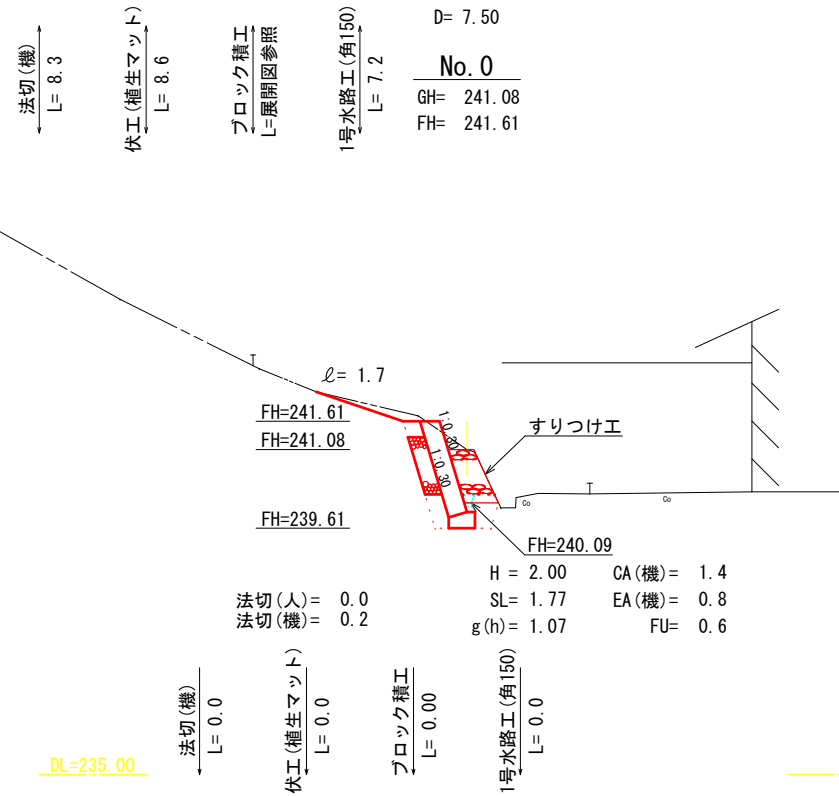 法切(機)
L= 8.3
伏工(植生マット)
L= 8.6
ブロック積工
L=展開図参照
1号水路工(角150)
L= 7.2
D= 7.50
No.0
GH= 241.08
FH= 241.61
ℓ= 1.7
FH=241.61
FH=241.08
1:0.30
1:0.30
すりつけ工
T
T
Co
Co
FH=239.61
FH=240.09
法切(人)= 0.0
法切(機)= 0.2
H = 2.00 CA(機)= 1.4
SL= 1.77 EA(機)= 0.8
g(h)= 1.07 FU= 0.6
法切(機)
L= 0.0
伏工(植生マット)
L= 0.0
ブロック積工
L= 0.00
1号水路工(角150)
L= 0.0
DL=235.00